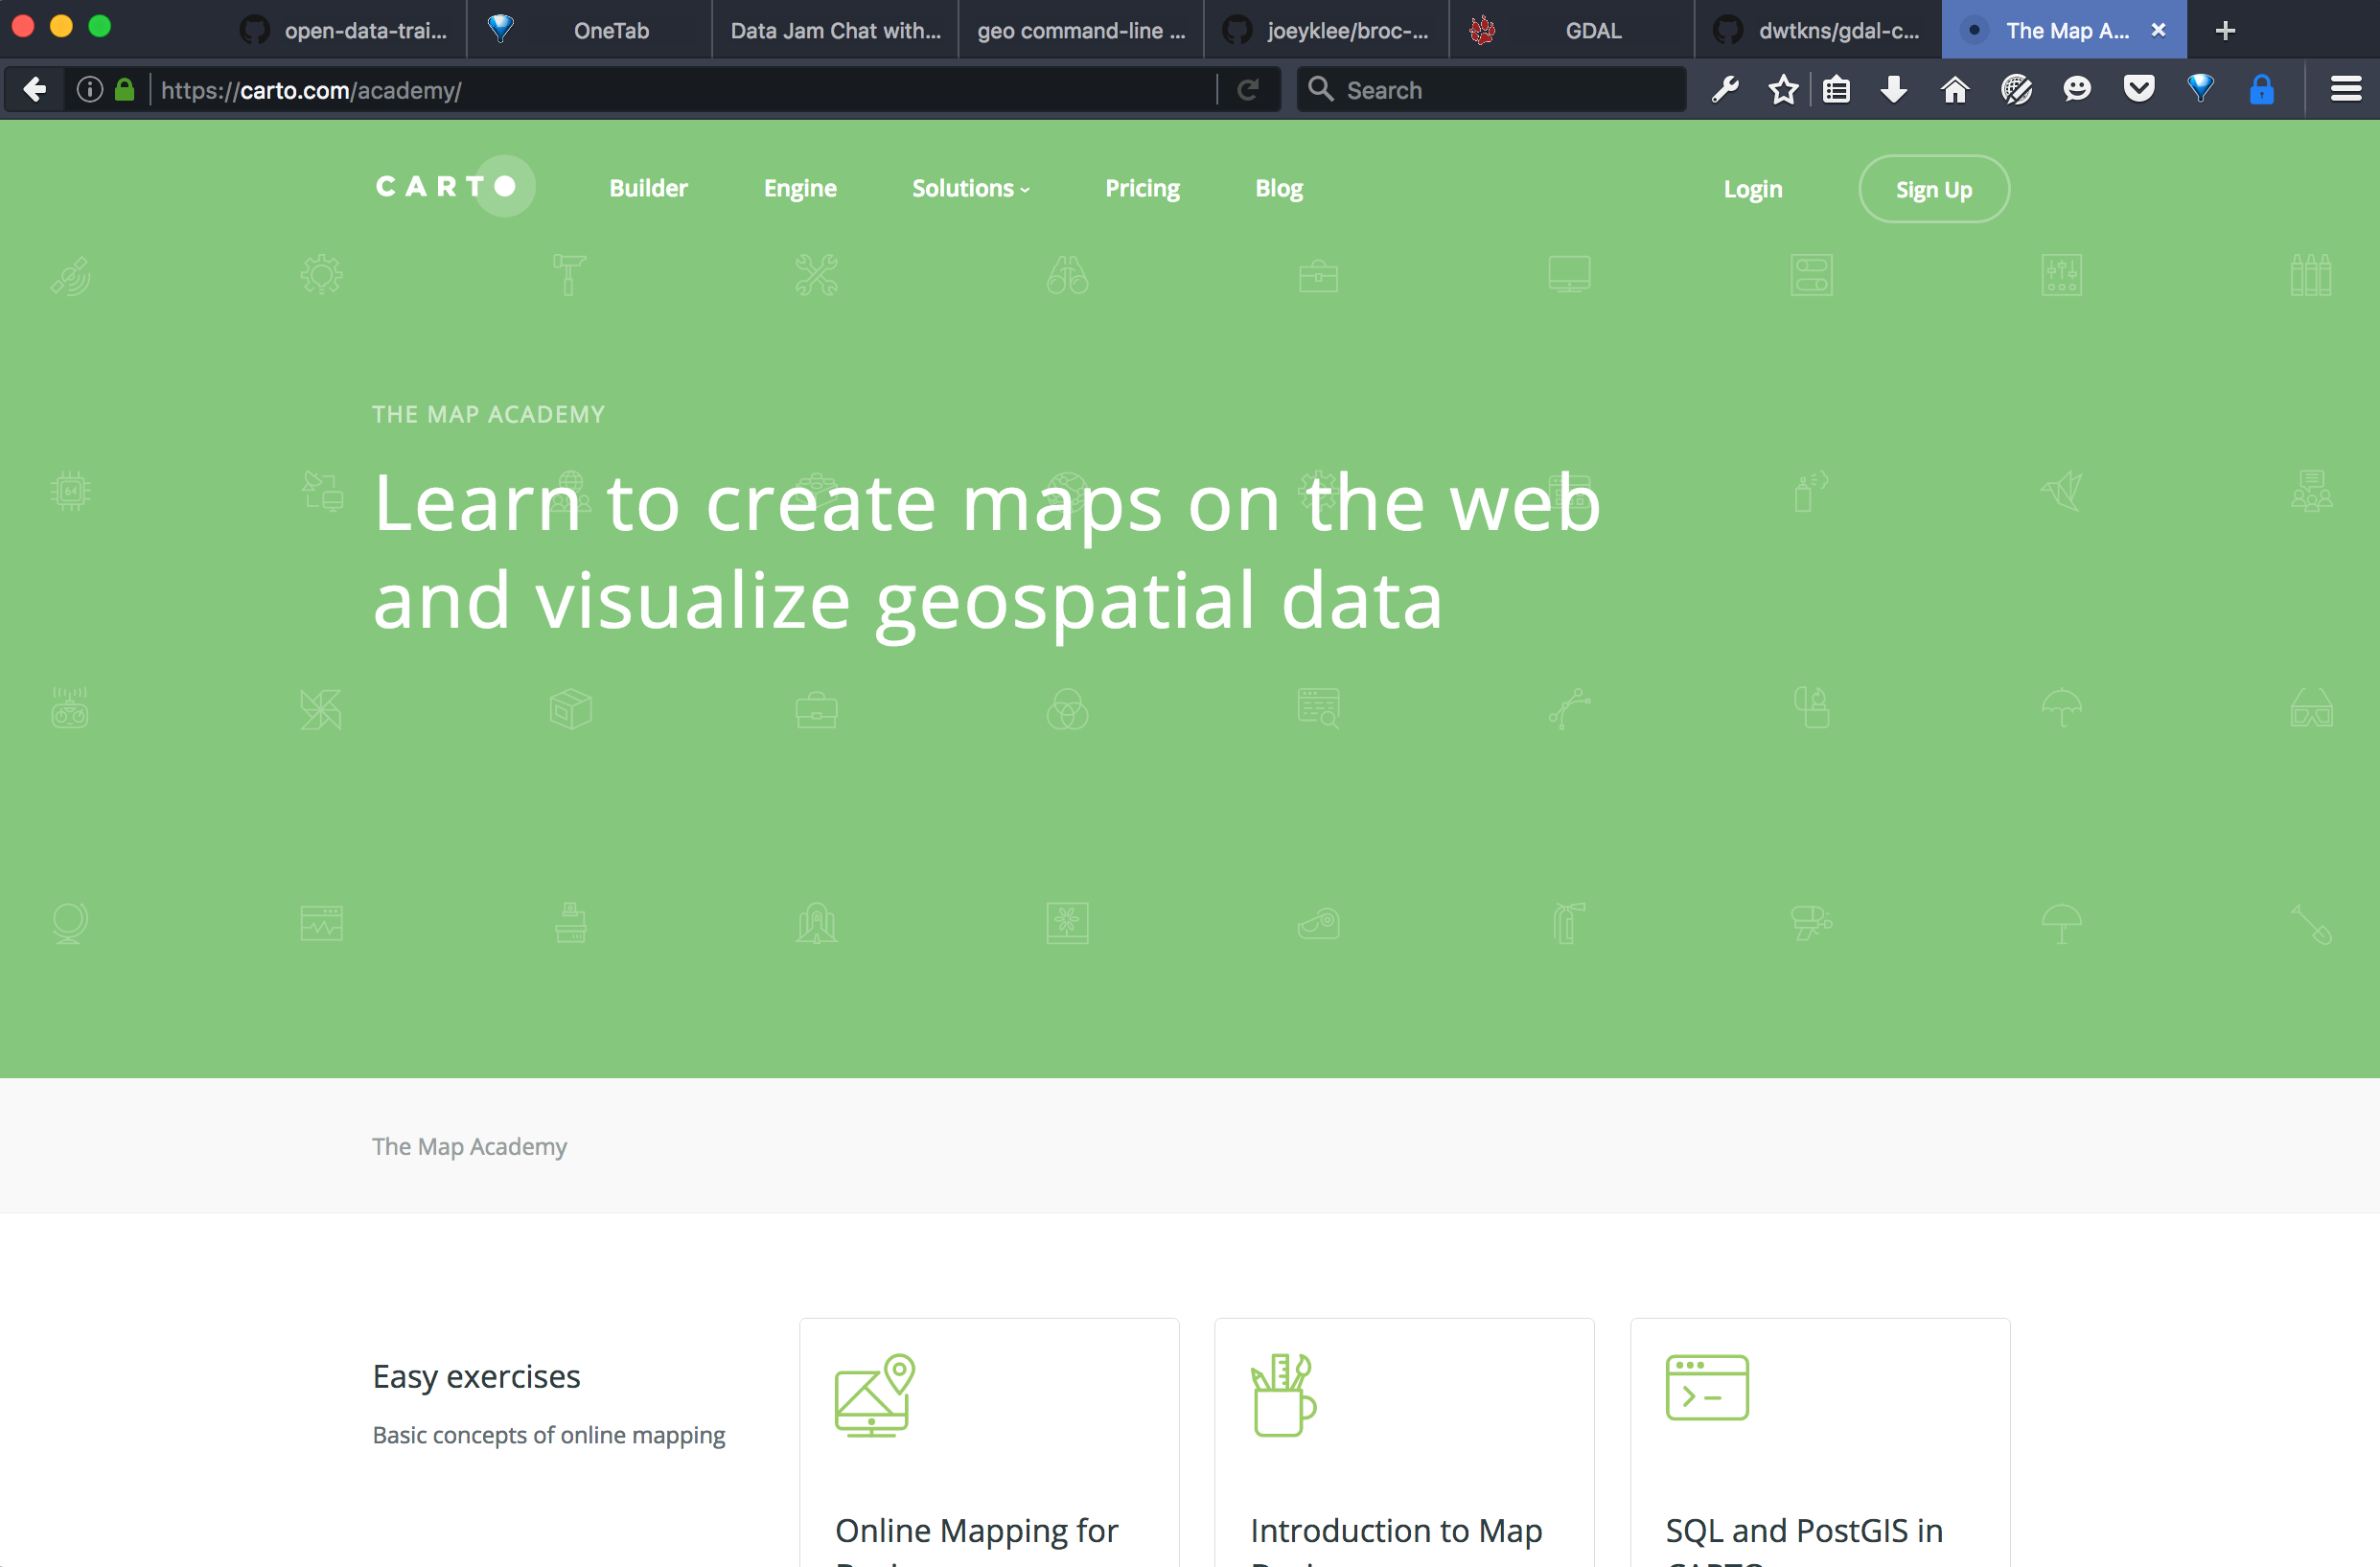 open-data-trai...
OneTab
Data Jam Chat with...
geo command-line ...
joeyklee/broc-...
GDAL
dwtkns/gdal-c...
The Map A...
https://carto.com/academy/
Search
CARTO
Builder
Engine
Solutions
Pricing
Blog
Login
Sign Up
64
THE MAP ACADEMY
Learn to create maps on the web
and visualize geospatial data
The Map Academy
Easy exercises
Basic concepts of online mapping
Online Mapping for
Introduction to Map
SQL and PostGIS in
CARTO